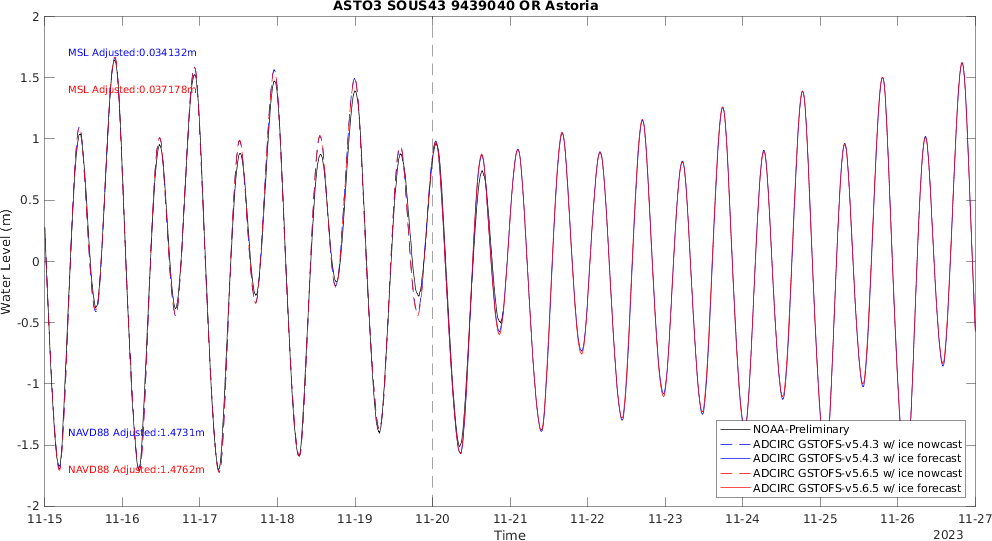 ASTO3 SOUS43 9439040 OR Astoria
2
1.5
1
0.5
0
-0.5
-1
-1.5
-2
Water Level (m)
MSL Adjusted:0.034132m
MSL Adjusted:0.037178m
NAVD88 Adjusted:1.4731m
NAVD88 Adjusted:1.4762m
NOAA-Preliminary
ADCIRC GSTOFS-v5.4.3 w/ ice nowcast
ADCIRC GSTOFS-v5.4.3 w/ ice forecast
ADCIRC GSTOFS-v5.6.5 w/ ice nowcast
ADCIRC GSTOFS-v5.6.5 w/ ice forecast
11-15 11-16 11-17 11-18 11-19 11-20 11-21 11-22 11-23 11-24 11-25 11-26 11-27
Time
2023